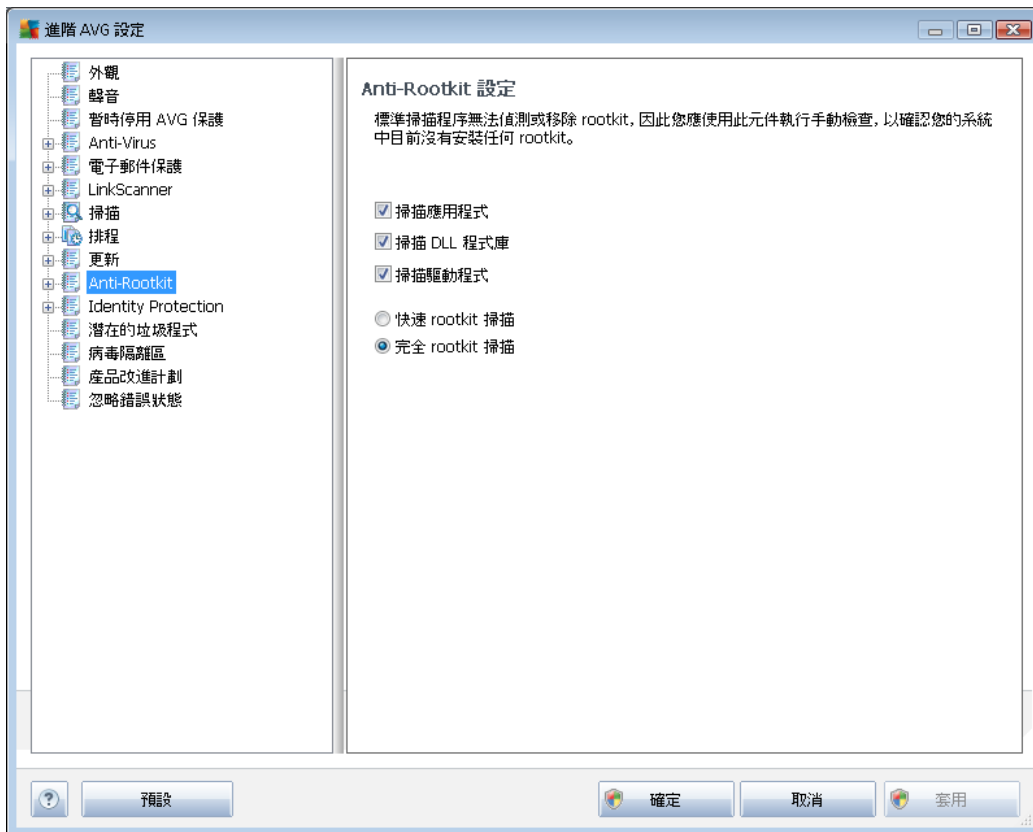 進階 AVG 設定
外觀
聲音
暫時停用 AVG 保護
Anti-Virus
電子郵件保護
LinkScanner
掃描
排程
更新
Anti-Rootkit
Identity Protection
潛在的垃圾程式
病毒隔離區
產品改進計劃
忽略錯誤狀態
Anti-Rootkit 設定
標準掃描程序無法偵測或移除 rootkit, 因此您應使用此元件執行手動檢查, 以確認您的系統
中目前沒有安裝任何 rootkit。
掃描應用程式
掃描 DLL 程式庫
掃描驅動程式
快速 rootkit 掃描
完全 rootkit 掃描
?
預設
確定
取消
套用